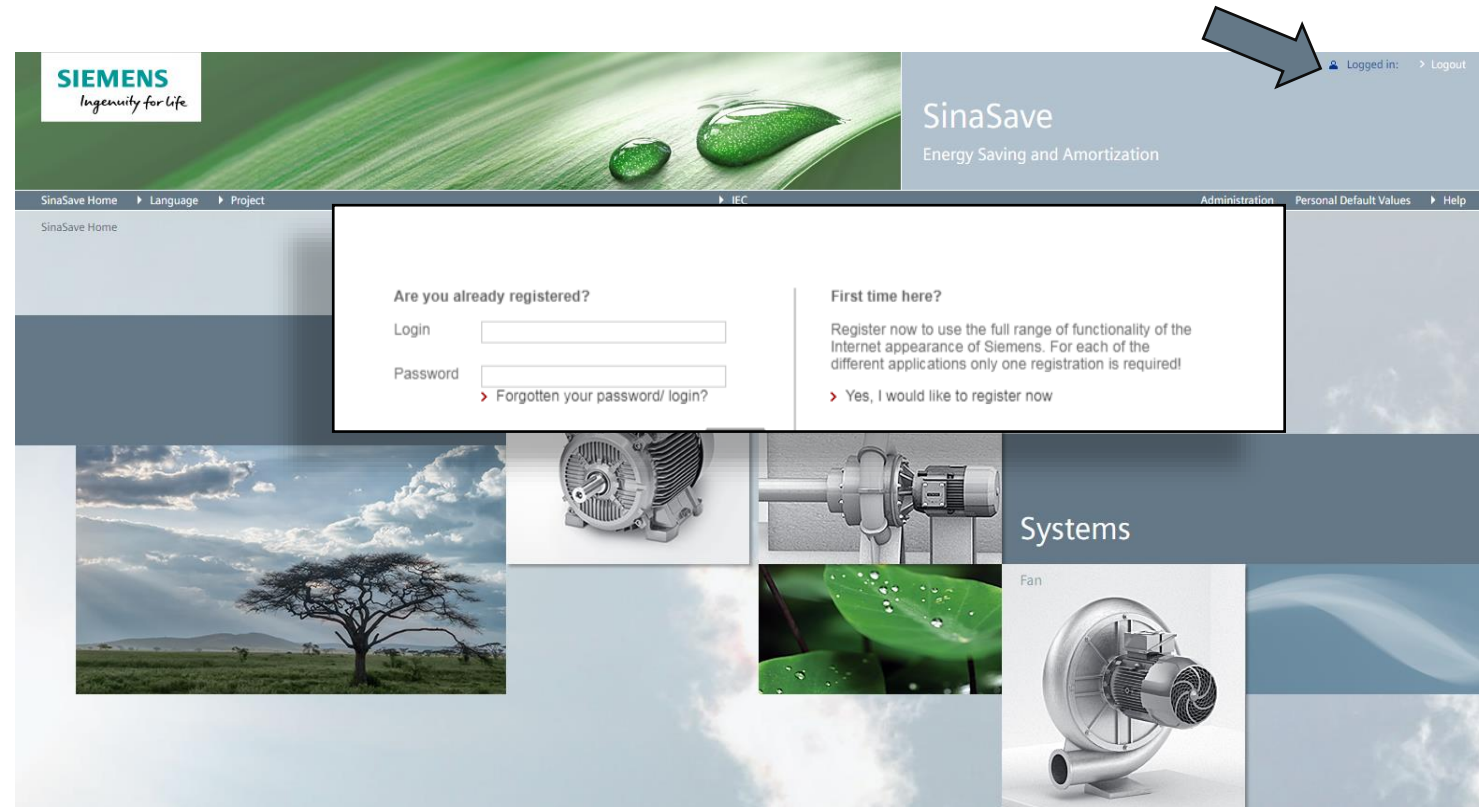 SIEMENS
Ingenuity for life
Logged in: Logout
SinaSave
Energy Saving and Amortization
SinaSave Home Language Project IEC Administration Personal Default Values Help
SinaSave Home
Are you already registered?
Login
Password
Forgotten your password/ login?
First time here?
Register now to use the full range of functionality of the
Internet appearance of Siemens. For each of the
different applications only one registration is required!
Yes, I would like to register now
Systems
Fan